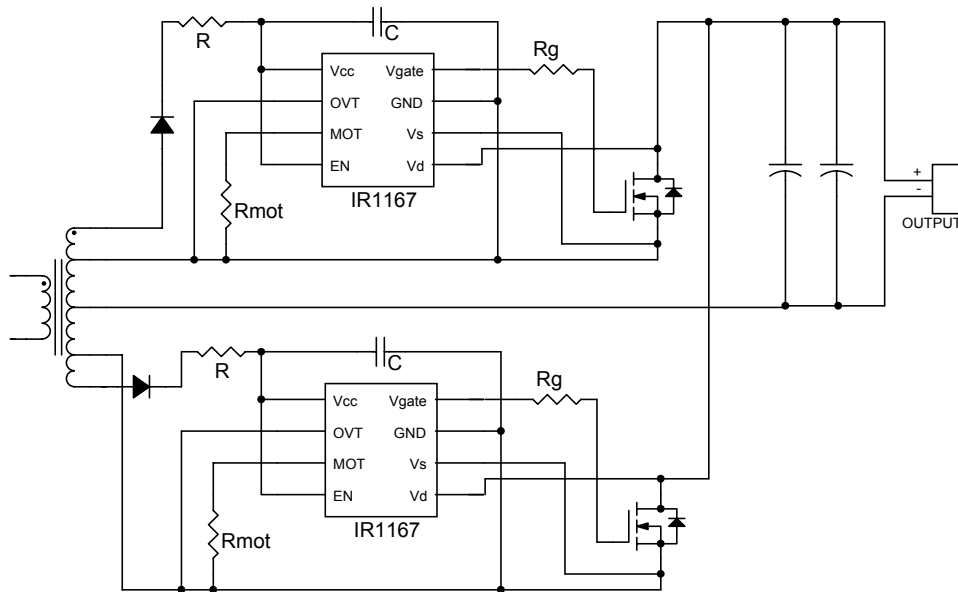 R
C
Rg
Vcc
Vgate
OVT
GND
MOT
Vs
EN
Vd
IR1167
Rmot
+
-
OUTPUT
R
C
Rg
Vcc
Vgate
OVT
GND
MOT
Vs
EN
Vd
IR1167
Rmot